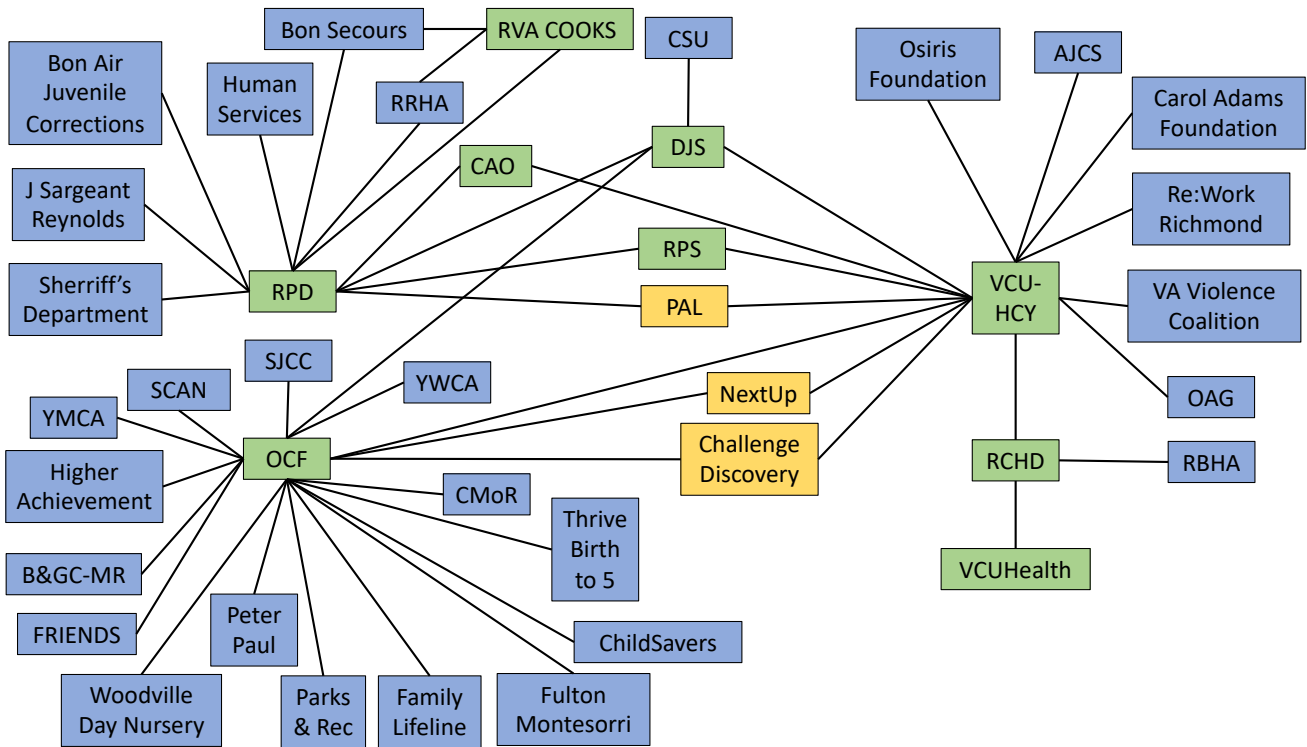 Bon Secours
RVA COOKS
CSU
Osiris
Foundation
AJCS
Bon Air
Juvenile
Corrections
Human
Services
RRHA
Carol Adams
Foundation
CAO
DJS
J Sargeant
Reynolds
Re:Work
Richmond
RPS
Sherriff’s
Department
RPD
PAL
VCU-
HCY
VA Violence
Coalition
SJCC
YWCA
SCAN
NextUp
OAG
YMCA
OCF
Challenge
Discovery
RCHD
RBHA
Higher
Achievement
CMoR
Thrive
Birth
to 5
B&GC-MR
VCUHealth
FRIENDS
Peter
Paul
ChildSavers
Woodville
Day Nursery
Parks
& Rec
Family
Lifeline
Fulton
Montesorri